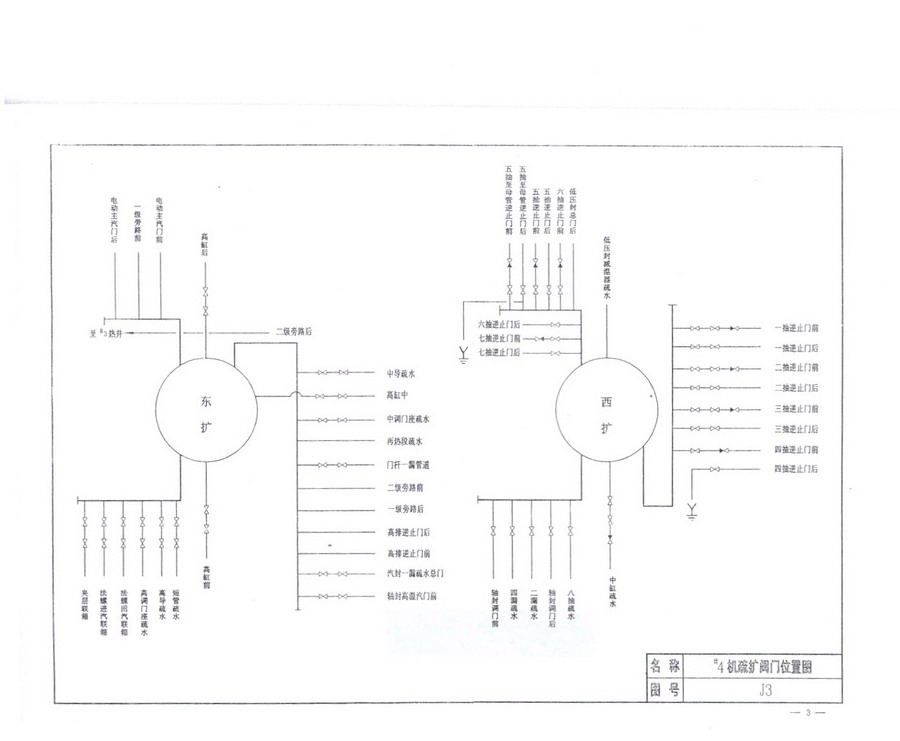 电动主汽门后
一级旁路前
电动主汽门前
高缸后
至#3热井
二级旁路后
东
扩
中导疏水
高缸中
中调门座疏水
再热段疏水
门杆一漏管道
二级旁路前
一级旁路后
高排逆止门后
高排逆止门前
汽封一漏疏水总门
轴封高温汽门前
夹层联箱
法螺进汽联箱
法螺回汽联箱
高调门座疏水
高导疏水
短管疏水
高缸前
五抽至母管逆止门前
五抽至母管逆止门后
五抽逆止门前
五抽逆止门后
六抽逆止门前
低压封总门后
低压封减温器疏水
六抽逆止门后
七抽逆止门前
七抽逆止门后
西
扩
一抽逆止门前
一抽逆止门后
二抽逆止门前
二抽逆止门后
三抽逆止门前
三抽逆止门后
四抽逆止门前
四抽逆止门后
轴封调门前
四漏疏水
二漏疏水
轴封调门后
八抽疏水
中缸疏水
名 称
#4机疏扩阀门位置图
图 号
J3
— 3 —